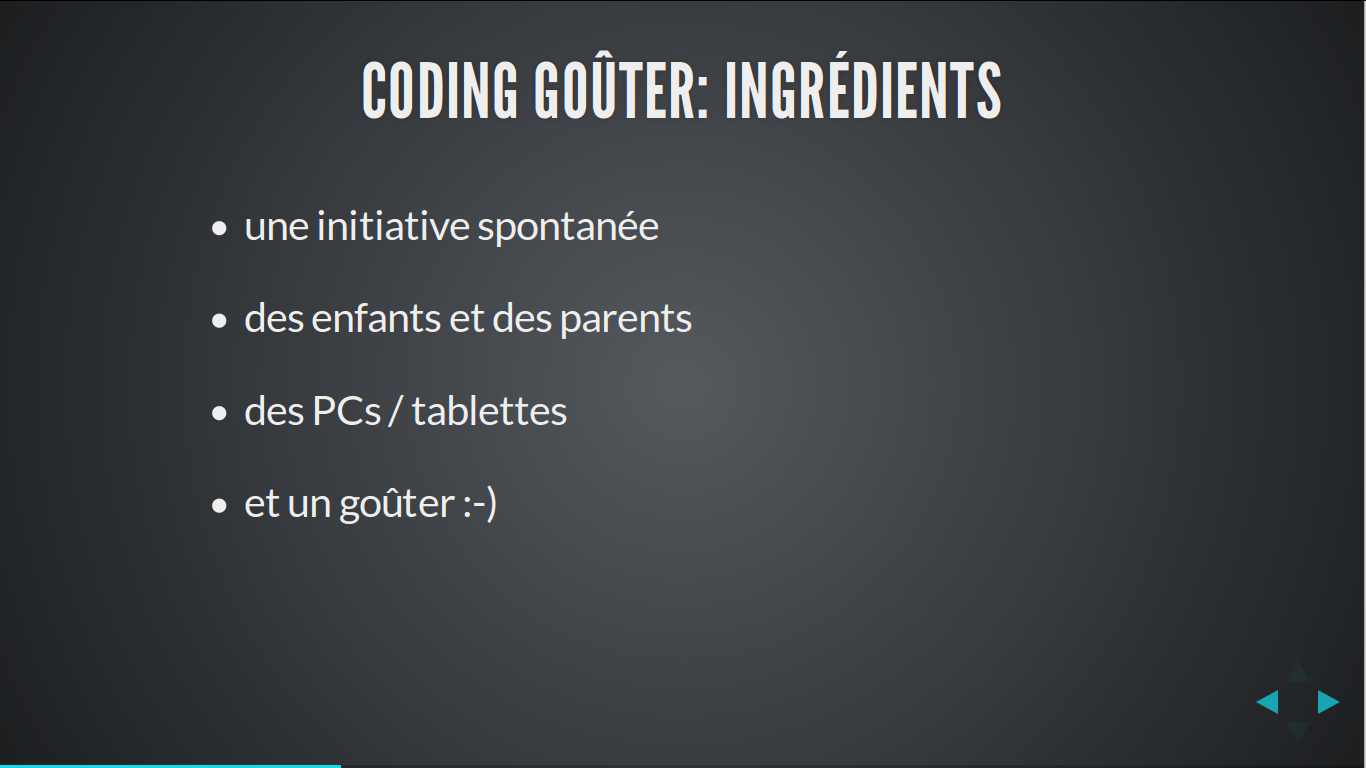 CODING GOÛTER: INGRÉDIENTS
• une initiative spontanée
• des enfants et des parents
• des PCs / tablettes
• et un goûter :-)